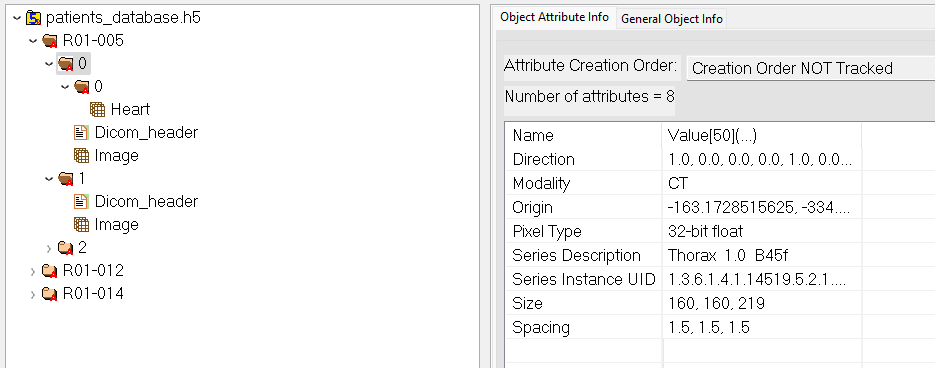 patients_database.h5
R01-005
0
0
Heart
Dicom_header
Image
1
Dicom_header
Image
2
R01-012
R01-014
Object Attribute Info General Object Info
Attribute Creation Order: Creation Order NOT Tracked
Number of attributes = 8
Name Value[50](...)
Direction 1.0, 0.0, 0.0, 0.0, 1.0, 0.0...
Modality CT
Origin -163.1728515625, -334....
Pixel Type 32-bit float
Series Description Thorax 1.0 B45f
Series Instance UID 1.3.6.1.4.1.14519.5.2.1....
Size 160, 160, 219
Spacing 1.5, 1.5, 1.5